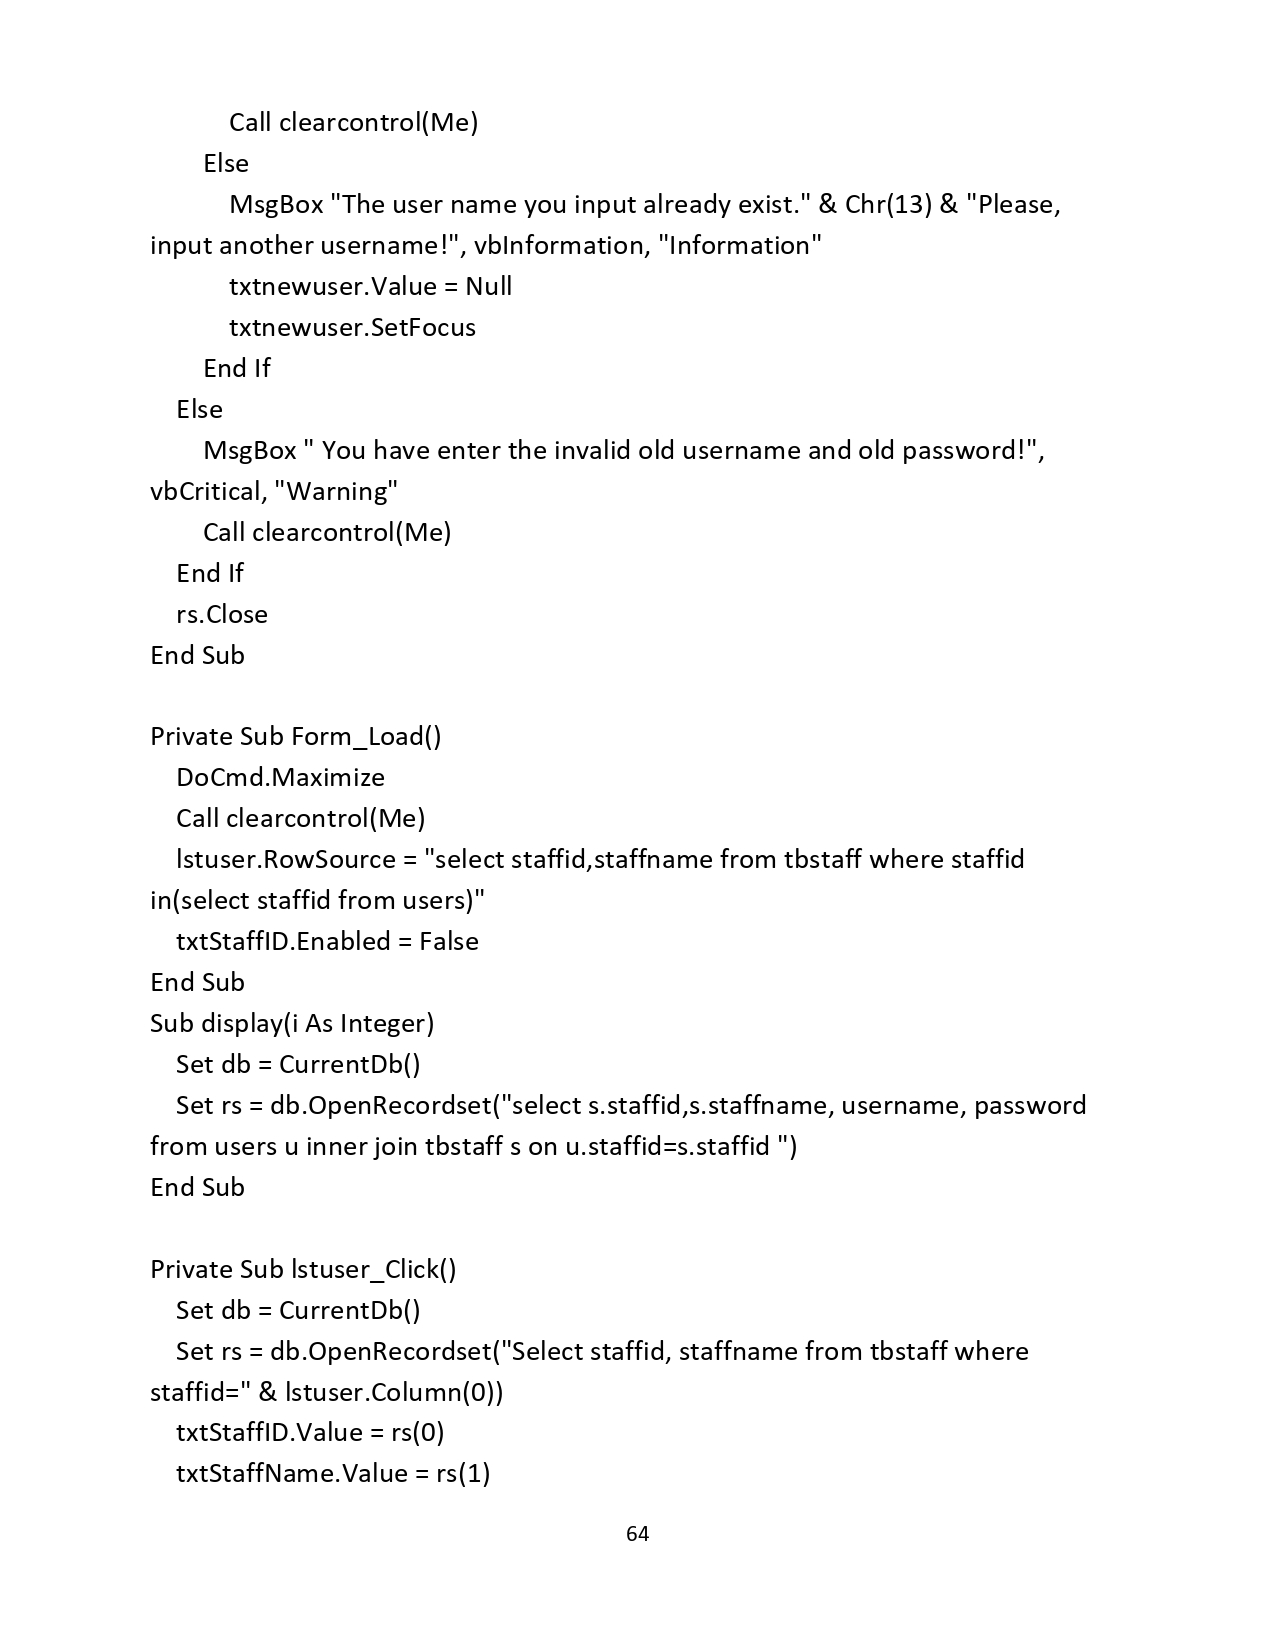 Call clearcontrol(Me)
Else
MsgBox "The user name you input already exist." & Chr(13) & "Please,
input another username!", vbInformation, "Information"
txtnewuser.Value = Null
txtnewuser.SetFocus
End If
Else
MsgBox " You have enter the invalid old username and old password!",
vbCritical, "Warning"
Call clearcontrol(Me)
End If
rs.Close
End Sub
Private Sub Form_Load()
DoCmd.Maximize
Call clearcontrol(Me)
lstuser.RowSource = "select staffid,staffname from tbstaff where staffid
in(select staffid from users)"
txtStaffID.Enabled = False
End Sub
Sub display(i As Integer)
Set db = CurrentDb()
Set rs = db.OpenRecordset("select s.staffid,s.staffname, username, password
from users u inner join tbstaff s on u.staffid=s.staffid ")
End Sub
Private Sub lstuser_Click()
Set db = CurrentDb()
Set rs = db.OpenRecordset("Select staffid, staffname from tbstaff where
staffid=" & lstuser.Column(0))
txtStaffID.Value = rs(0)
txtStaffName.Value = rs(1)
64